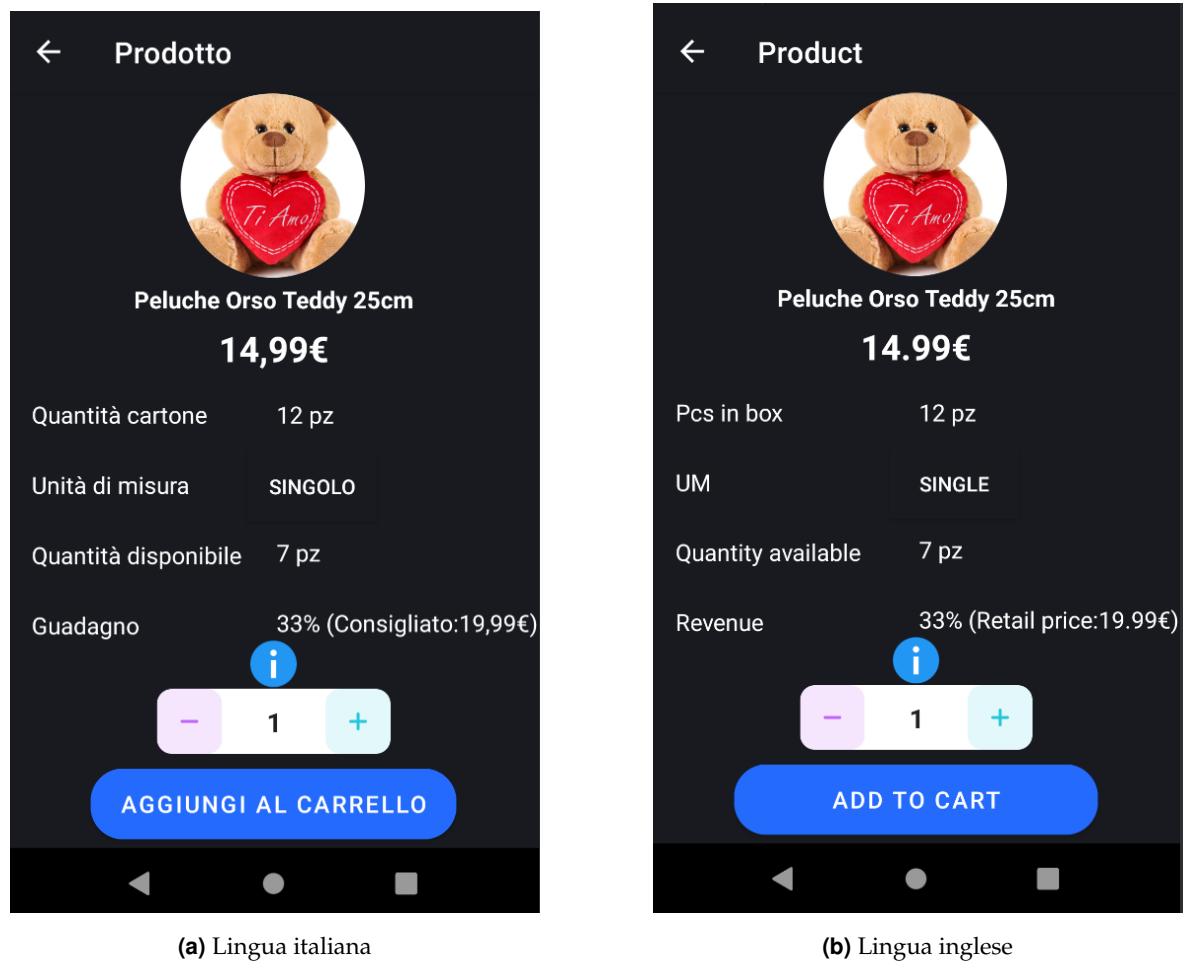 Prodotto
Ti Amo
Peluche Orso Teddy 25cm
14,99€
Quantità cartone 12 pz
Unità di misura SINGOLO
Quantità disponibile 7 pz
Guadagno 33% (Consigliato:19,99€)
i
− 1 +
AGGIUNGI AL CARRELLO
(a) Lingua italiana
Product
Ti Amo
Peluche Orso Teddy 25cm
14.99€
Pcs in box 12 pz
UM SINGLE
Quantity available 7 pz
Revenue 33% (Retail price:19.99€)
i
− 1 +
ADD TO CART
(b) Lingua inglese